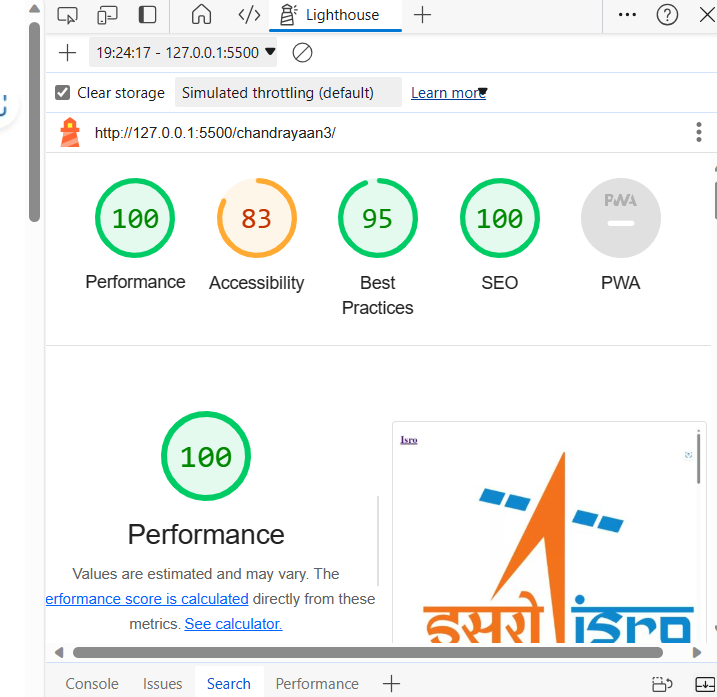 Lighthouse
19:24:17 - 127.0.0.1:5500
Clear storage
Simulated throttling (default)
Learn more
http://127.0.0.1:5500/chandrayaan3/
100
83
95
100
PWA
Performance
Accessibility
Best
Practices
SEO
PWA
100
Performance
Values are estimated and may vary. The
erformance score is calculated directly from these
metrics. See calculator.
Isro
इसरो isro
Console
Issues
Search
Performance